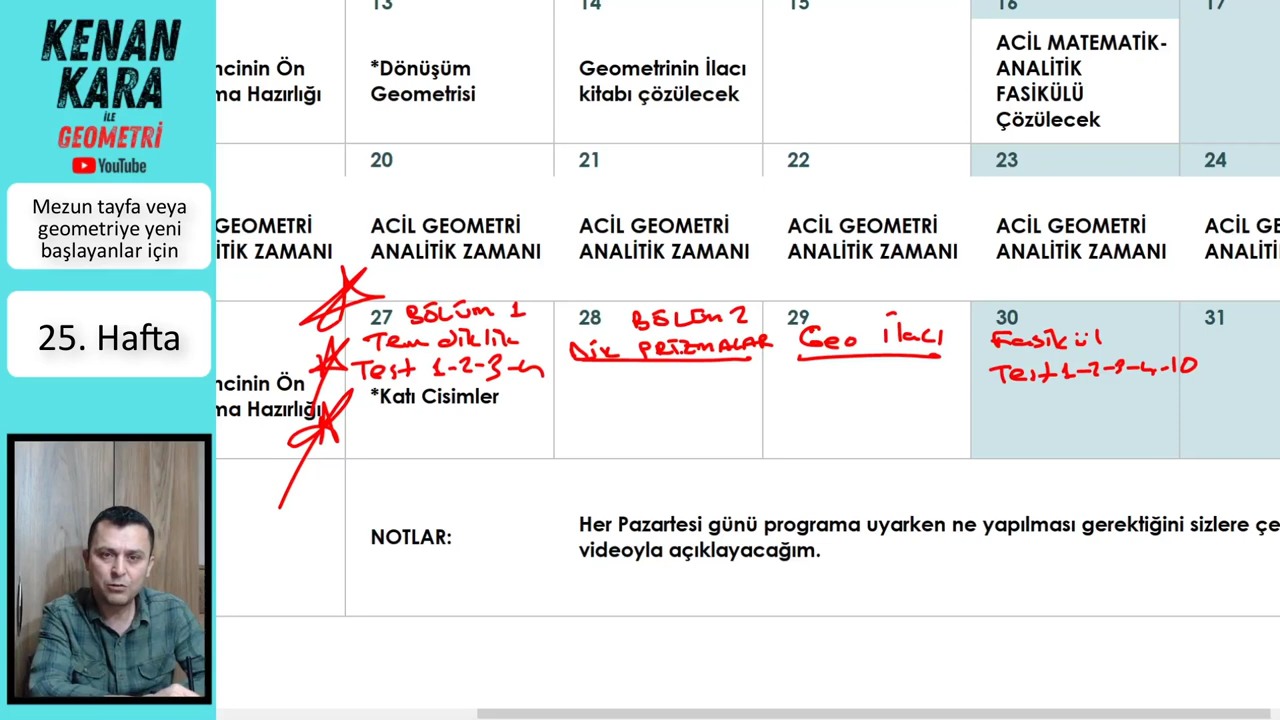 KENAN
KARA
İLE
GEOMETRİ
YouTube
Mezun tayfa veya
geometriye yeni
başlayanlar için
25. Hafta
13
14
15
16
17
ncinin Ön
ma Hazırlığı
*Dönüşüm
Geometrisi
Geometrinin İlacı
kitabı çözülecek
ACİL MATEMATİK-
ANALİTİK
FASİKÜLÜ
Çözülecek
20
21
22
23
24
GEOMETRİ
İTİK ZAMANI
ACİL GEOMETRİ
ANALİTİK ZAMANI
ACİL GEOMETRİ
ANALİTİK ZAMANI
ACİL GEOMETRİ
ANALİTİK ZAMANI
ACİL GEOMETRİ
ANALİTİK ZAMANI
ACİL GE
ANALİTİ
ncinin Ön
ma Hazırlığı
27
BÖLÜM 1
Tem diklik
Test 1-2-3-4
*Katı Cisimler
28
BÖLÜM 2
Dik PRİZMALAR
29
Geo İlacı
30
Fasikül
Test 1-2-3-4-10
31
NOTLAR:
Her Pazartesi günü programa uyarken ne yapılması gerektiğini sizlere çe
videoyla açıklayacağım.